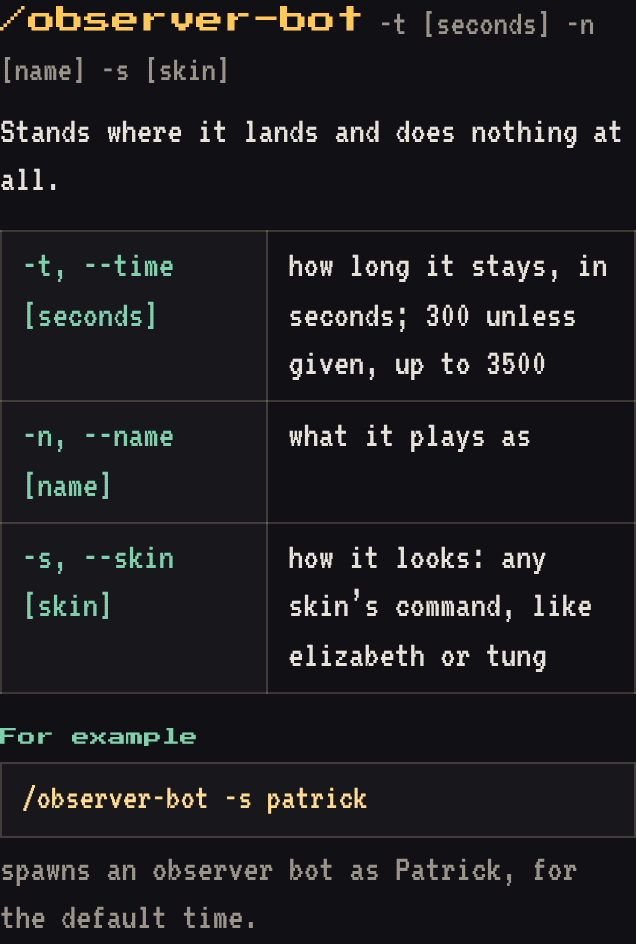 /observer-bot -t [seconds] -n
[name] -s [skin]
Stands where it lands and does nothing at
all.
-t, --time
[seconds]
how long it stays, in
seconds; 300 unless
given, up to 3500
-n, --name
[name]
what it plays as
-s, --skin
[skin]
how it looks: any
skin's command, like
elizabeth or tung
For example
/observer-bot -s patrick
spawns an observer bot as Patrick, for
the default time.